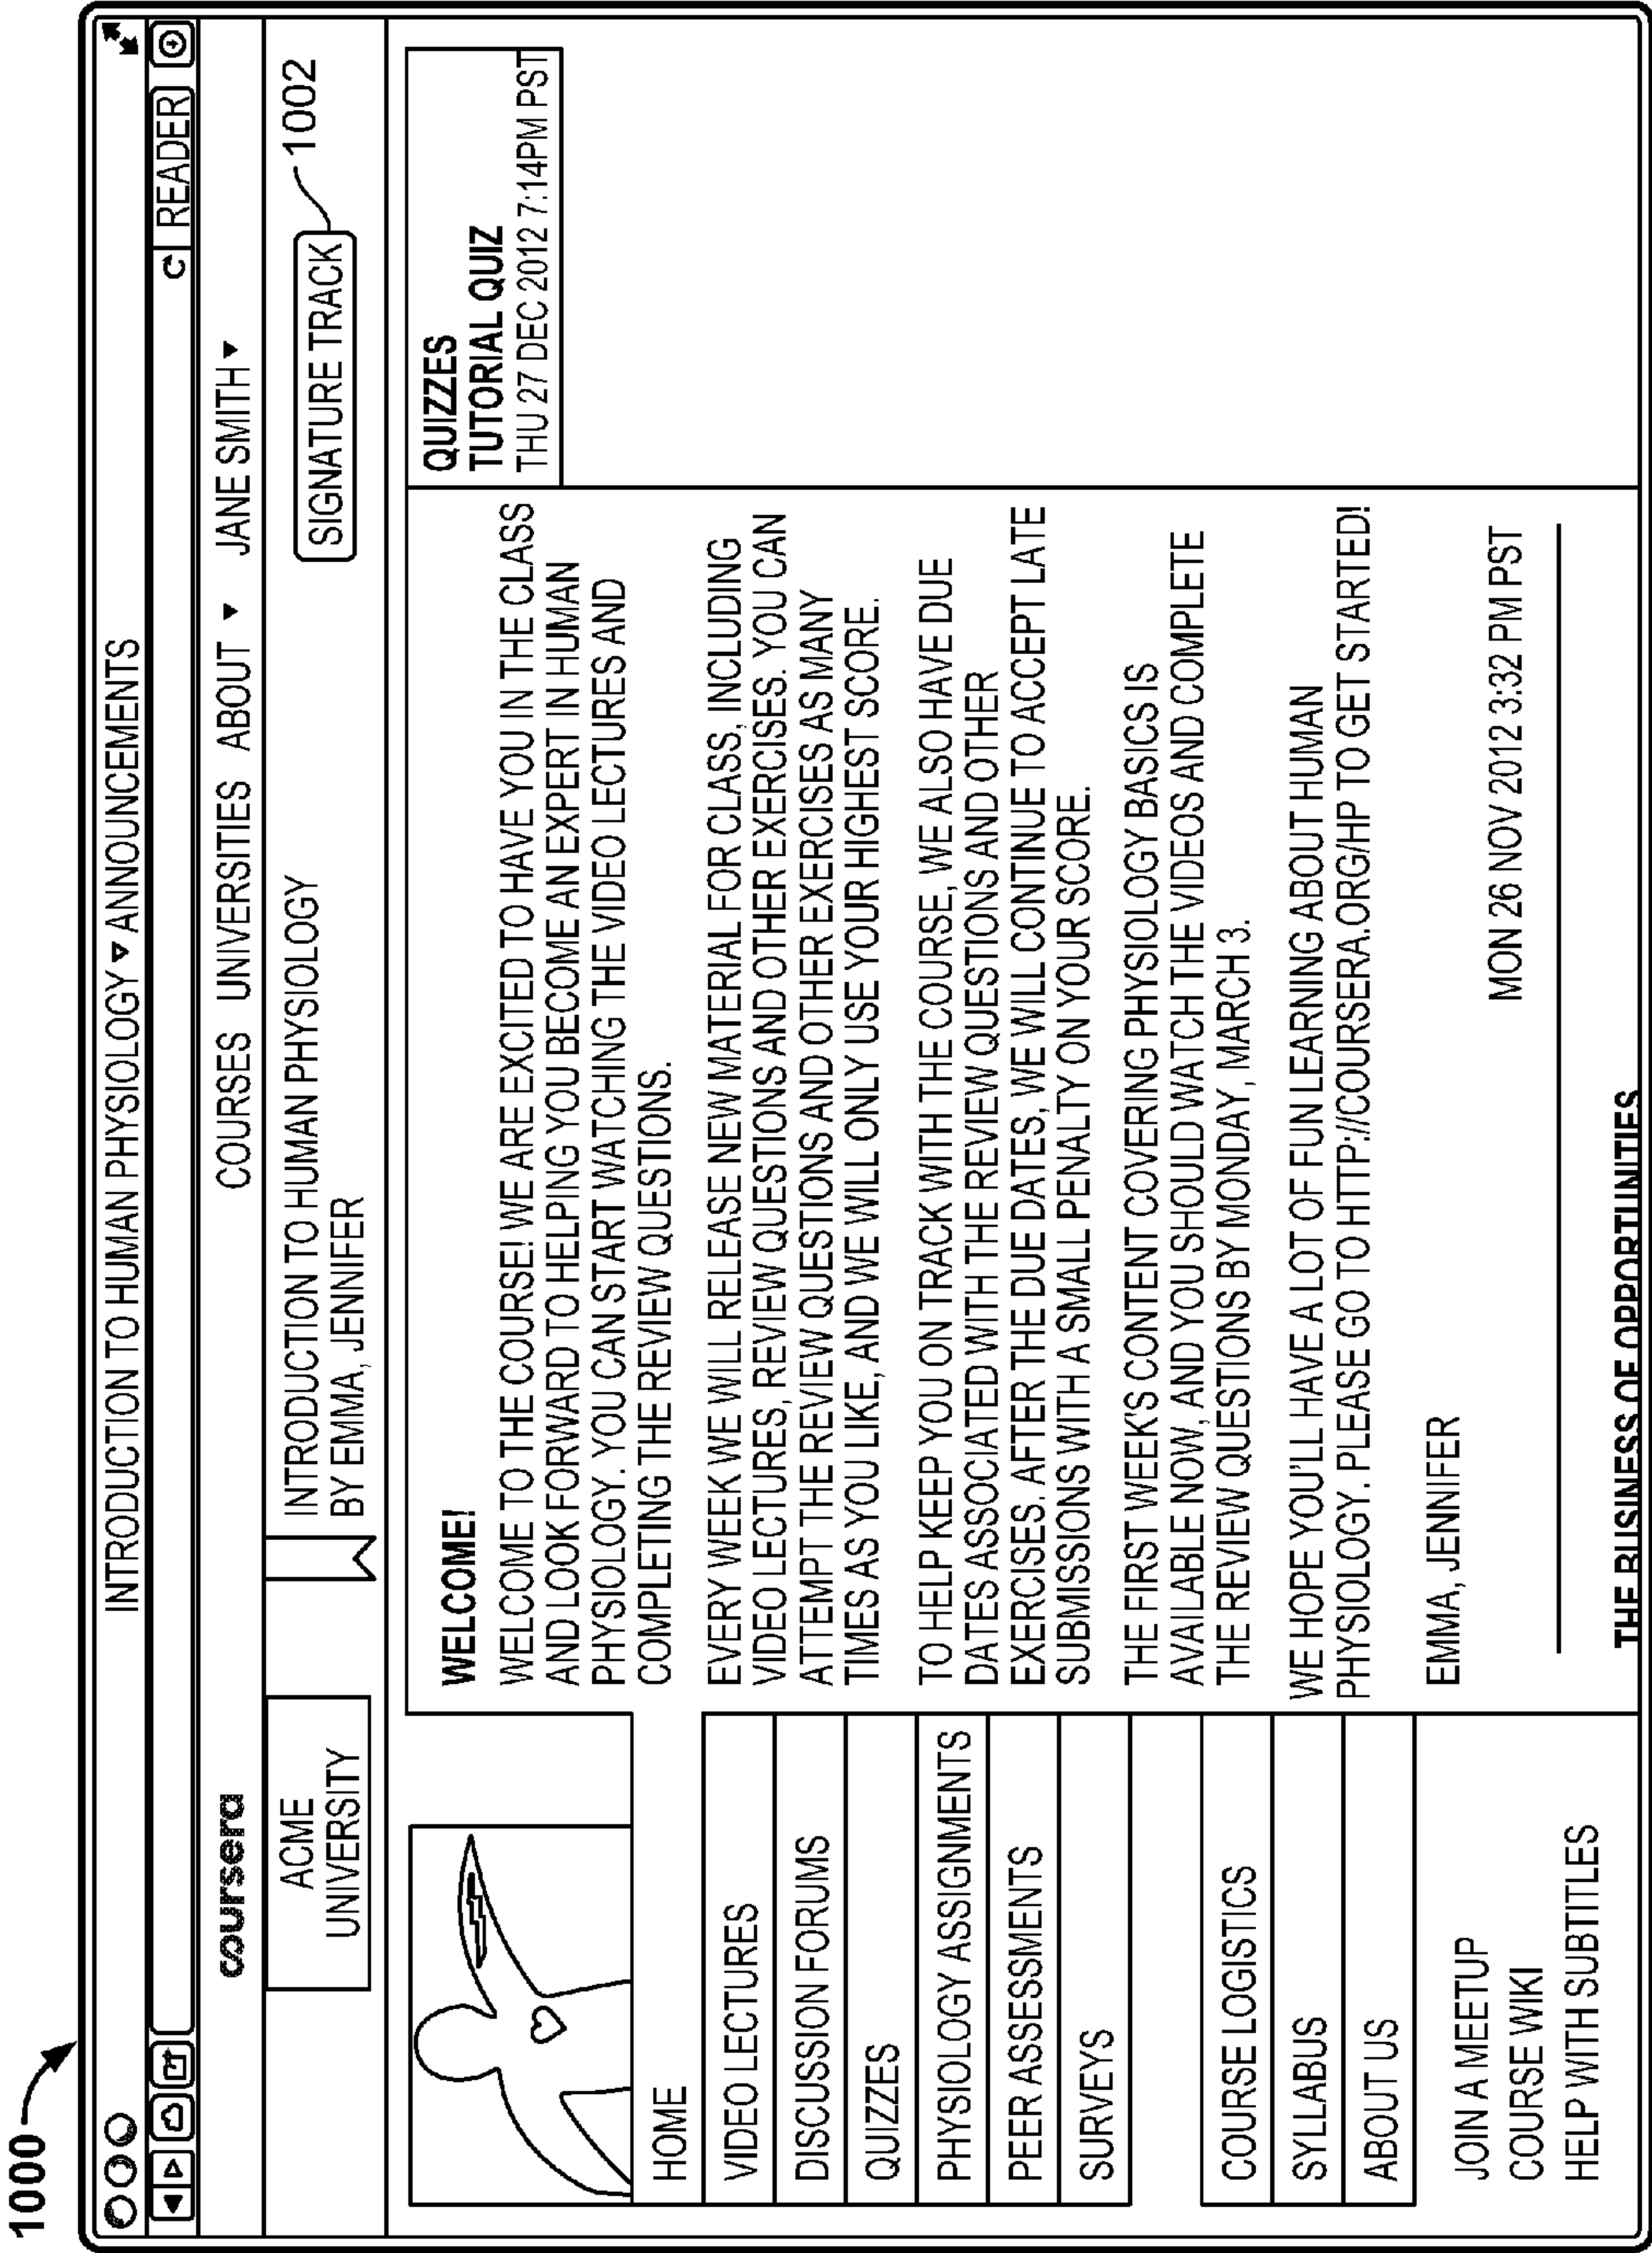 1000
INTRODUCTION TO HUMAN PHYSIOLOGY ANNOUNCEMENTS
READER
coursera
COURSES UNIVERSITIES ABOUT JANE SMITH
ACME
UNIVERSITY
INTRODUCTION TO HUMAN PHYSIOLOGY
BY EMMA, JENNIFER
SIGNATURE TRACK
1002
HOME
VIDEO LECTURES
DISCUSSION FORUMS
QUIZZES
PHYSIOLOGY ASSIGNMENTS
PEER ASSESSMENTS
SURVEYS
COURSE LOGISTICS
SYLLABUS
ABOUT US
JOIN A MEETUP
COURSE WIKI
HELP WITH SUBTITLES
WELCOME!
WELCOME TO THE COURSE! WE ARE EXCITED TO HAVE YOU IN THE CLASS
AND LOOK FORWARD TO HELPING YOU BECOME AN EXPERT IN HUMAN
PHYSIOLOGY. YOU CAN START WATCHING THE VIDEO LECTURES AND
COMPLETING THE REVIEW QUESTIONS.
EVERY WEEK WE WILL RELEASE NEW MATERIAL FOR CLASS, INCLUDING
VIDEO LECTURES, REVIEW QUESTIONS AND OTHER EXERCISES. YOU CAN
ATTEMPT THE REVIEW QUESTIONS AND OTHER EXERCISES AS MANY
TIMES AS YOU LIKE, AND WE WILL ONLY USE YOUR HIGHEST SCORE.
TO HELP KEEP YOU ON TRACK WITH THE COURSE, WE ALSO HAVE DUE
DATES ASSOCIATED WITH THE REVIEW QUESTIONS AND OTHER
EXERCISES. AFTER THE DUE DATES, WE WILL CONTINUE TO ACCEPT LATE
SUBMISSIONS WITH A SMALL PENALTY ON YOUR SCORE.
THE FIRST WEEK'S CONTENT COVERING PHYSIOLOGY BASICS IS
AVAILABLE NOW, AND YOU SHOULD WATCH THE VIDEOS AND COMPLETE
THE REVIEW QUESTIONS BY MONDAY, MARCH 3.
WE HOPE YOU'LL HAVE A LOT OF FUN LEARNING ABOUT HUMAN
PHYSIOLOGY. PLEASE GO TO HTTP://COURSERA.ORG/HP TO GET STARTED!
EMMA, JENNIFER
MON 26 NOV 2012 3:32 PM PST
THE BUSINESS OF OPPORTUNITIES
QUIZZES
TUTORIAL QUIZ
THU 27 DEC 2012 7:14PM PST